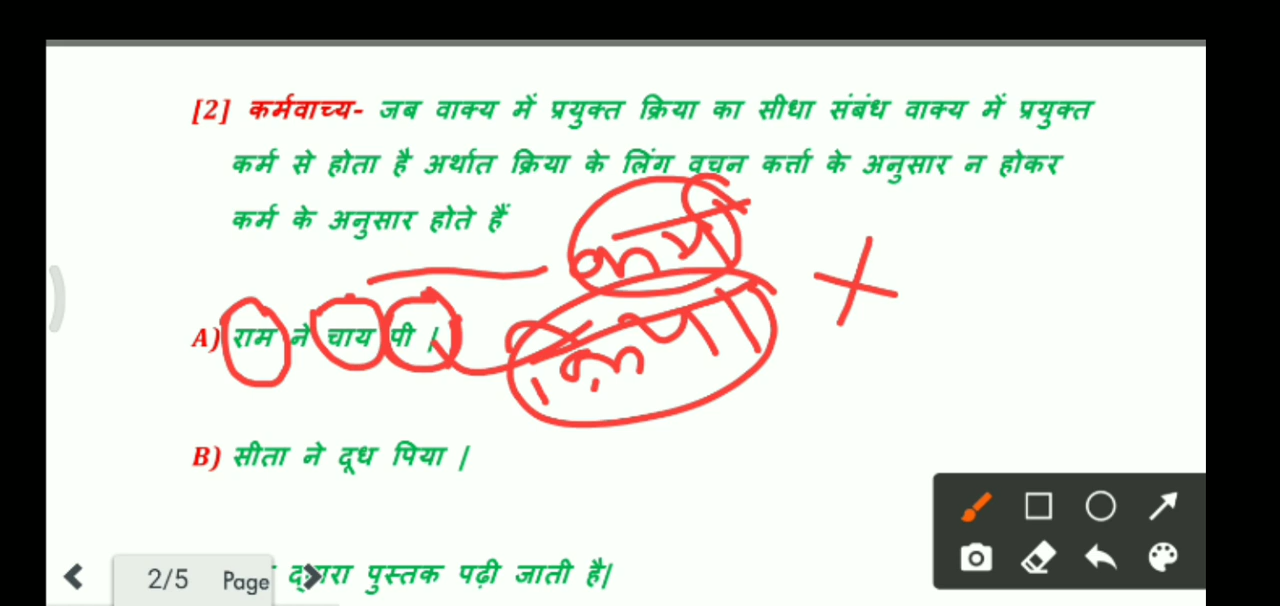 [2] कर्मवाच्य- जब वाक्य में प्रयुक्त क्रिया का सीधा संबंध वाक्य में प्रयुक्त
कर्म से होता है अर्थात क्रिया के लिंग वचन कर्त्ता के अनुसार न होकर
कर्म के अनुसार होते हैं
कर्म
A) राम ने चाय पी |
क्रिया
B) सीता ने दूध पिया |
द्वारा पुस्तक पढ़ी जाती है|
2/5 Page